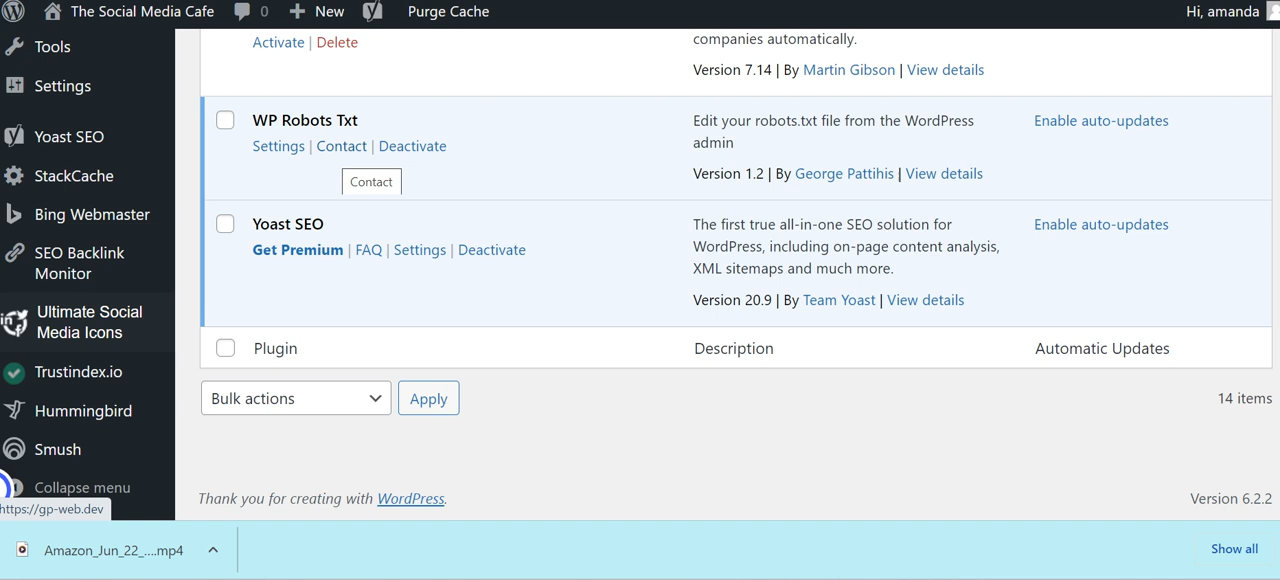 The Social Media Cafe 0 New Purge Cache Hi, amanda
Tools
Settings
Yoast SEO
StackCache
Bing Webmaster
SEO Backlink
Monitor
Ultimate Social
Media Icons
Trustindex.io
Hummingbird
Smush
Collapse menu
https://gp-web.dev
Activate | Delete
companies automatically.
Version 7.14 | By Martin Gibson | View details
WP Robots Txt
Settings | Contact | Deactivate
Contact
Edit your robots.txt file from the WordPress
admin
Version 1.2 | By George Pattihis | View details
Enable auto-updates
Yoast SEO
Get Premium | FAQ | Settings | Deactivate
The first true all-in-one SEO solution for
WordPress, including on-page content analysis,
XML sitemaps and much more.
Version 20.9 | By Team Yoast | View details
Enable auto-updates
Plugin Description Automatic Updates
Bulk actions Apply 14 items
Thank you for creating with WordPress. Version 6.2.2
Amazon_Jun_22_....mp4 Show all